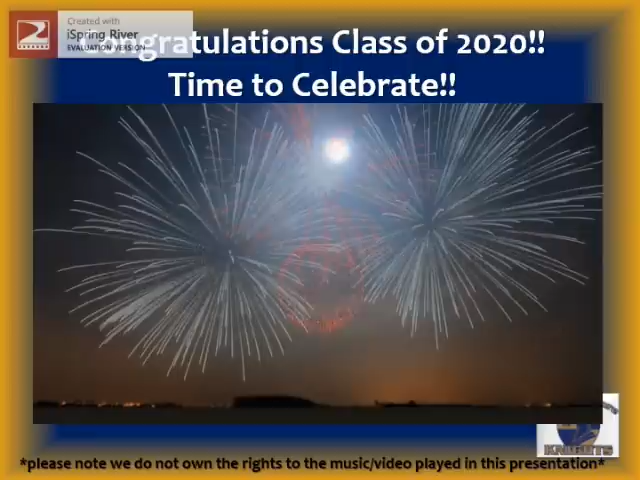 Created with
iSpring River
EVALUATION VERSION
Congratulations Class of 2020!!
Time to Celebrate!!
KNIGHTS
*please note we do not own the rights to the music/video played in this presentation*